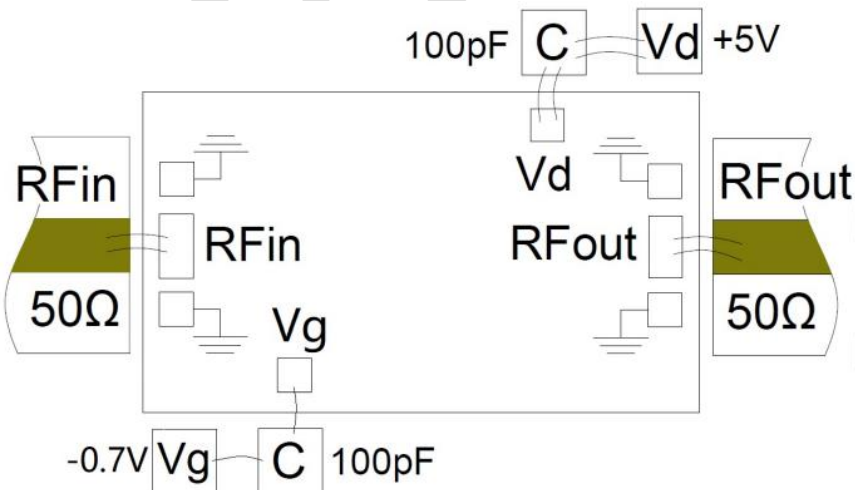 100pF C Vd +5V
Vd
RFin
RFout
RFin
RFout
50Ω
50Ω
Vg
-0.7V Vg C 100pF